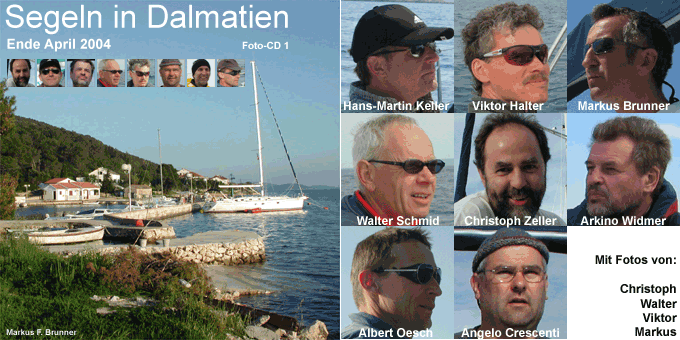 Segeln in Dalmatien
Ende April 2004
Foto-CD 1
Markus F. Brunner
Hans-Martin Keller
Viktor Halter
Markus Brunner
Walter Schmid
Christoph Zeller
Arkino Widmer
Albert Oesch
Angelo Crescenti
Mit Fotos von:
Christoph
Walter
Viktor
Markus